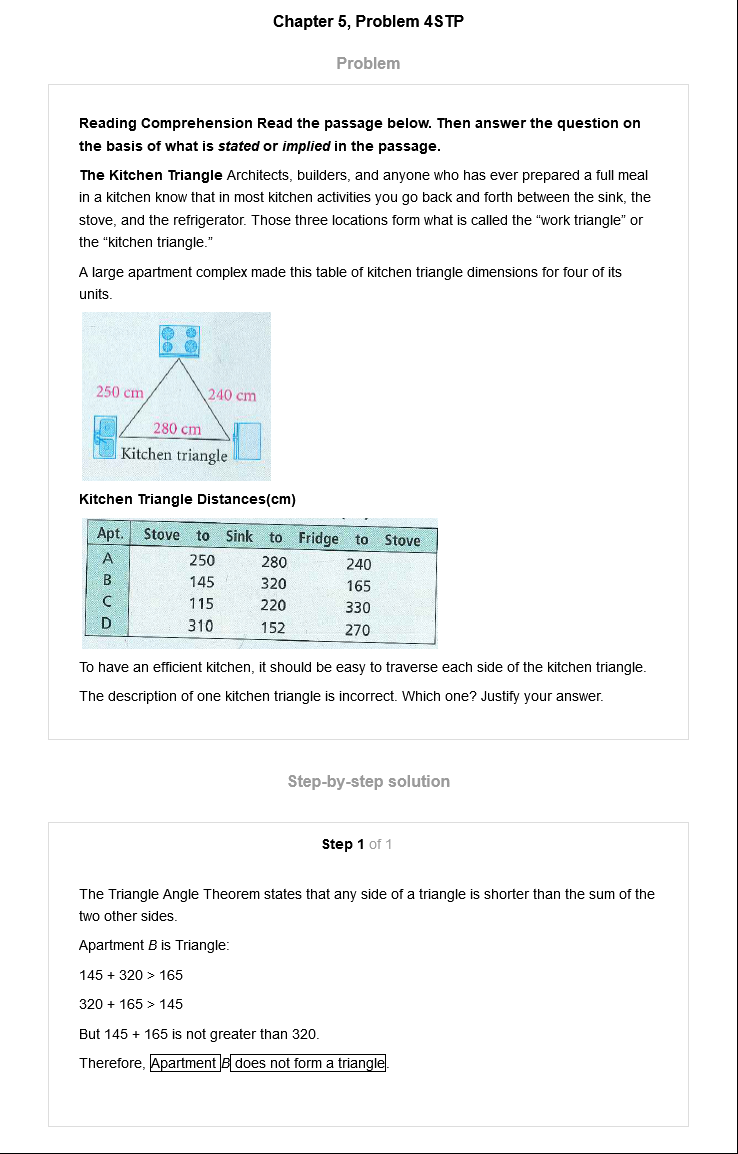 Chapter 5, Problem 4STP
Problem
Reading Comprehension Read the passage below. Then answer the question on
the basis of what is stated or implied in the passage.
The Kitchen Triangle Architects, builders, and anyone who has ever prepared a full meal
in a kitchen know that in most kitchen activities you go back and forth between the sink, the
stove, and the refrigerator. Those three locations form what is called the “work triangle” or
the “kitchen triangle.”
A large apartment complex made this table of kitchen triangle dimensions for four of its
units.
250 cm
240 cm
280 cm
Kitchen triangle
Kitchen Triangle Distances(cm)
Apt. Stove to Sink to Fridge to Stove
A 250 280 240
B 145 320 165
C 115 220 330
D 310 152 270
To have an efficient kitchen, it should be easy to traverse each side of the kitchen triangle.
The description of one kitchen triangle is incorrect. Which one? Justify your answer.
Step-by-step solution
Step 1 of 1
The Triangle Angle Theorem states that any side of a triangle is shorter than the sum of the
two other sides.
Apartment B is Triangle:
145 + 320 > 165
320 + 165 > 145
But 145 + 165 is not greater than 320.
Therefore, Apartment B does not form a triangle.